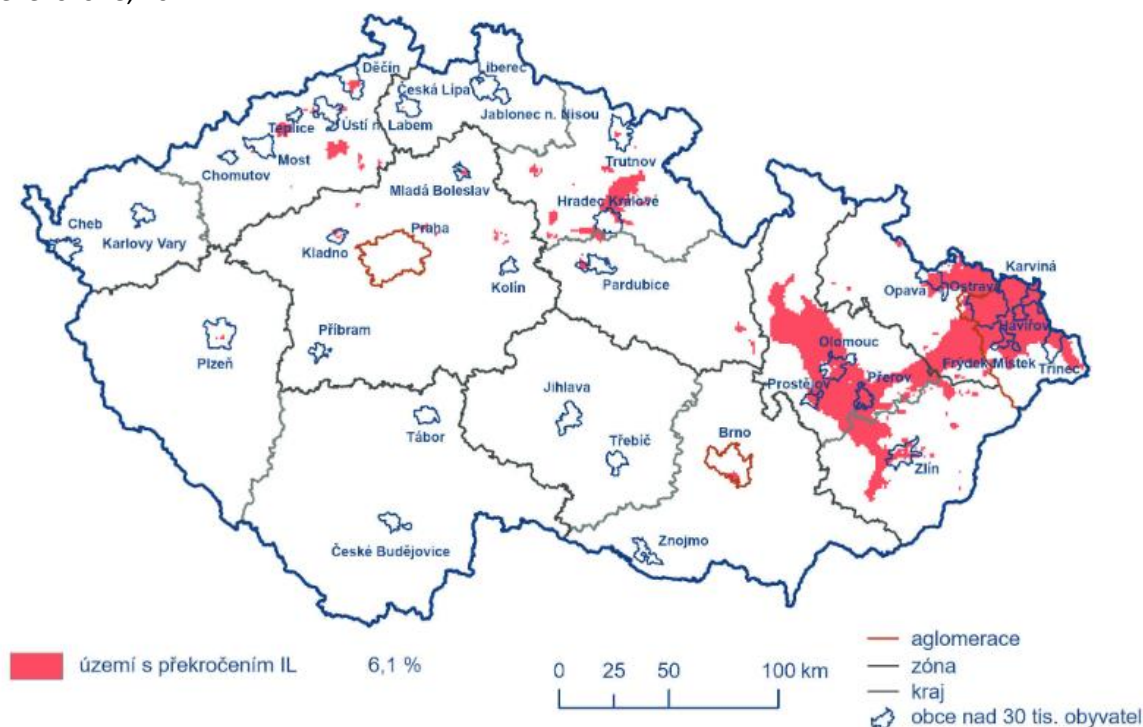 Děčín
Liberec
Česká Lípa
Jablonec n. Nisou
Teplice
Ústí n. Labem
Most
Chomutov
Trutnov
Mladá Boleslav
Hradec Králové
Cheb
Karlovy Vary
Kladno
Praha
Kolín
Pardubice
Opava
Ostrava
Karviná
Havířov
Plzeň
Příbram
Olomouc
Frýdek Místek
Třinec
Prostějov
Přerov
Jihlava
Tábor
Třebíč
Brno
Zlín
České Budějovice
Znojmo
území s překročením IL 6,1 %
0 25 50 100 km
aglomerace
zóna
kraj
obce nad 30 tis. obyvatel